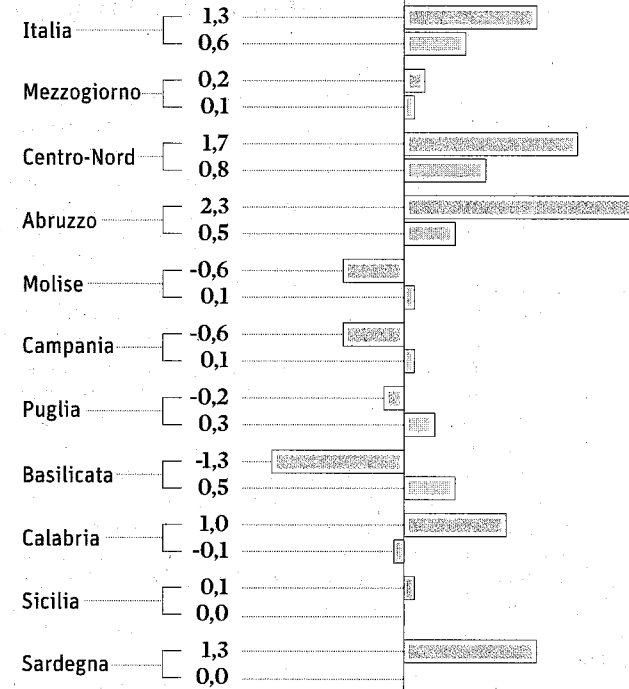 Italia 1,3
0,6
Mezzogiorno 0,2
0,1
Centro-Nord 1,7
0,8
Abruzzo 2,3
0,5
Molise -0,6
0,1
Campania -0,6
0,1
Puglia -0,2
0,3
Basilicata -1,3
0,5
Calabria 1,0
-0,1
Sicilia 0,1
0,0
Sardegna 1,3
0,0